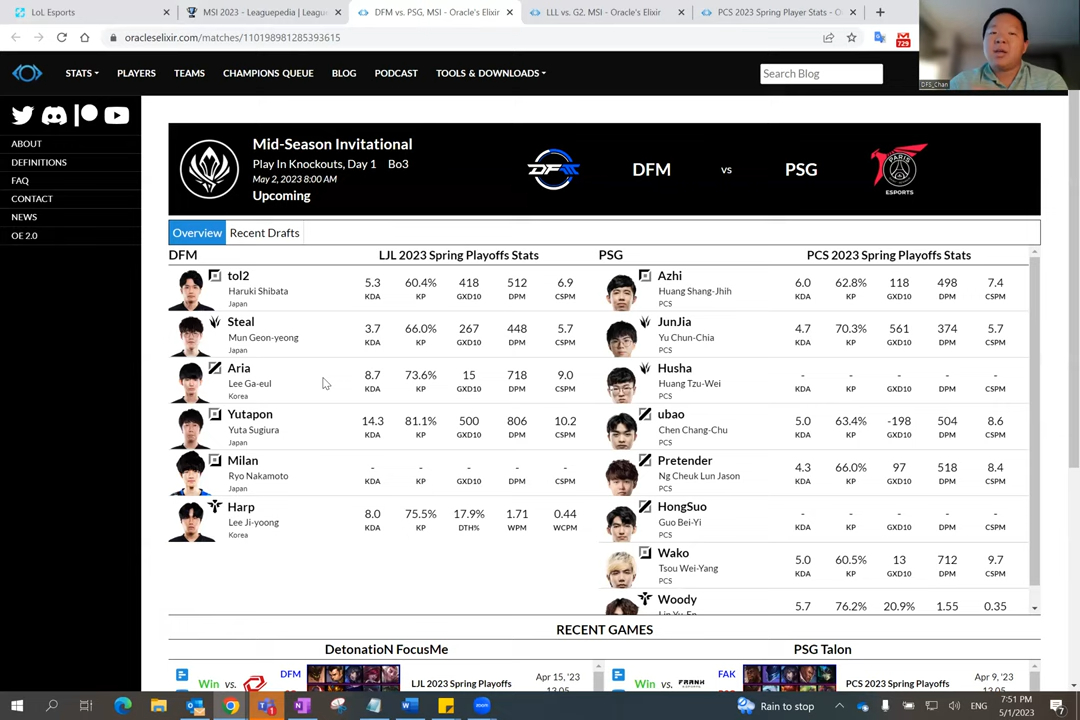 LoL Esports
MSI 2023 - Leaguepedia | Leagu
DFM vs. PSG, MSI - Oracle's Elixir
LLL vs. G2, MSI - Oracle's Elixir
PCS 2023 Spring Player Stats - O
oracleselixir.com/matches/110198981285393615
729
DFS_Chan
STATS
PLAYERS
TEAMS
CHAMPIONS QUEUE
BLOG
PODCAST
TOOLS & DOWNLOADS
Search Blog
ABOUT
DEFINITIONS
FAQ
CONTACT
NEWS
OE 2.0
Mid-Season Invitational
Play In Knockouts, Day 1 Bo3
May 2, 2023 8:00 AM
Upcoming
DFM
vs
PSG
PARIS
ESPORTS
Overview
Recent Drafts
DFM
LJL 2023 Spring Playoffs Stats
tol2
Haruki Shibata
Japan
5.3 60.4% 418 512 6.9
KDA KP GXD10 DPM CSPM
Steal
Mun Geon-yeong
Japan
3.7 66.0% 267 448 5.7
KDA KP GXD10 DPM CSPM
Aria
Lee Ga-eul
Korea
8.7 73.6% 15 718 9.0
KDA KP GXD10 DPM CSPM
Yutapon
Yuta Sugiura
Japan
14.3 81.1% 500 806 10.2
KDA KP GXD10 DPM CSPM
Milan
Ryo Nakamoto
Japan
- - - - -
KDA KP GXD10 DPM CSPM
Harp
Lee Ji-yoong
Korea
8.0 75.5% 17.9% 1.71 0.44
KDA KP DTH% WPM WCPM
PSG
PCS 2023 Spring Playoffs Stats
Azhi
Huang Shang-Jhih
PCS
6.0 62.8% 118 498 7.4
KDA KP GXD10 DPM CSPM
JunJia
Yu Chun-Chia
PCS
4.7 70.3% 561 374 5.7
KDA KP GXD10 DPM CSPM
Husha
Huang Tzu-Wei
PCS
- - - - -
KDA KP GXD10 DPM CSPM
ubao
Chen Chang-Chu
PCS
5.0 63.4% -198 504 8.6
KDA KP GXD10 DPM CSPM
Pretender
Ng Cheuk Lun Jason
PCS
4.3 66.0% 97 518 8.4
KDA KP GXD10 DPM CSPM
HongSuo
Guo Bei-Yi
PCS
- - - - -
KDA KP GXD10 DPM CSPM
Wako
Tsou Wei-Yang
PCS
5.0 60.5% 13 712 9.7
KDA KP GXD10 DPM CSPM
Woody
Lin Yu-En
5.7 76.2% 20.9% 1.55 0.35
RECENT GAMES
DetonatioN FocusMe
PSG Talon
Win vs.
DFM
LJL 2023 Spring Playoffs
Apr 15, '23
13:05
Win vs.
FAK
PCS 2023 Spring Playoffs
Apr 9, '23
Rain to stop
ENG
7:51 PM
5/1/2023